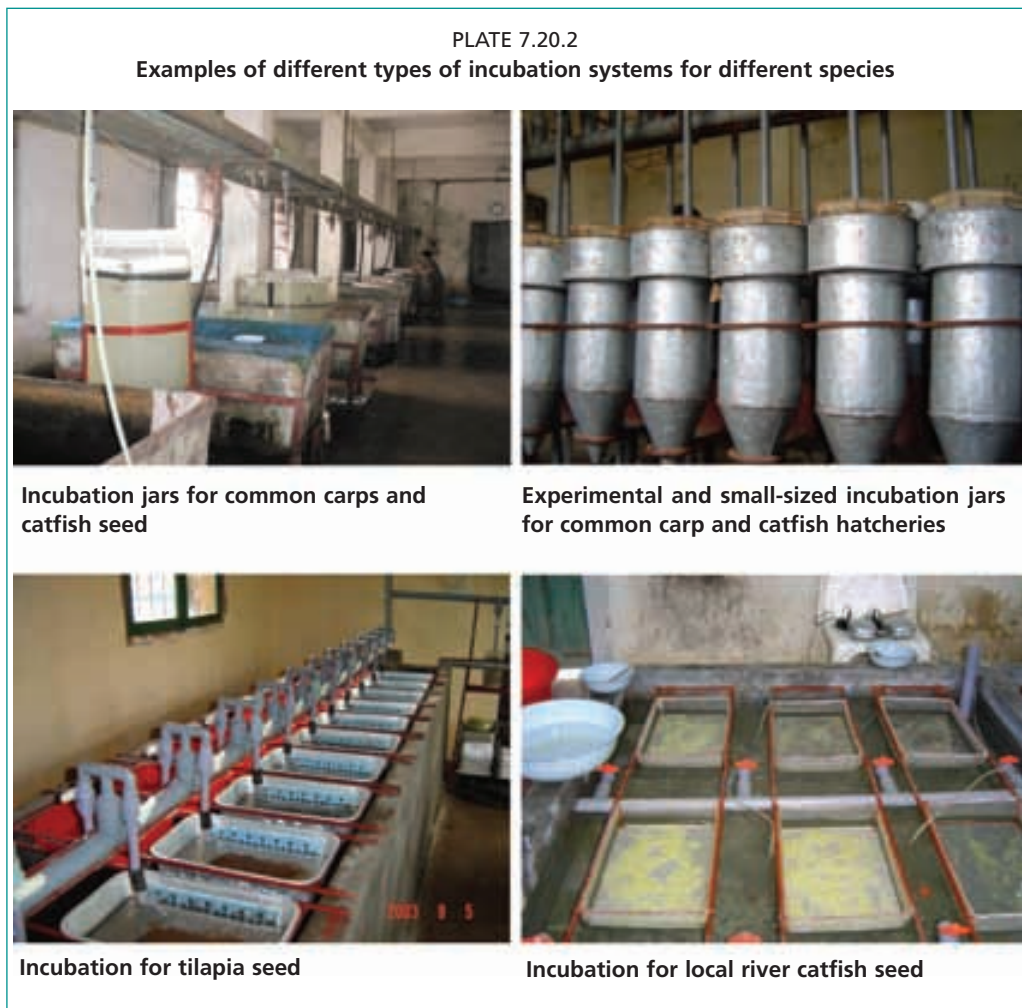 PLATE 7.20.2
Examples of different types of incubation systems for different species
Incubation jars for common carps and
catfish seed
Experimental and small-sized incubation jars
for common carp and catfish hatcheries
2003 9 5
Incubation for tilapia seed
Incubation for local river catfish seed